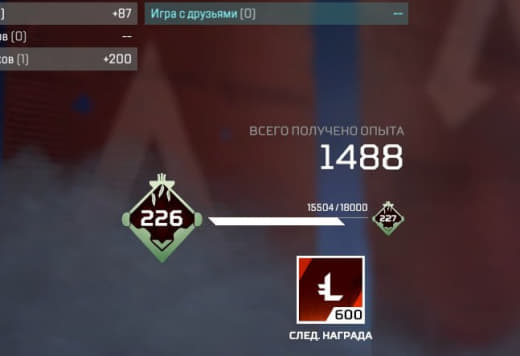 ] +87
Игра с друзьями [0] --
ов [0] --
ков [1] +200
ВСЕГО ПОЛУЧЕНО ОПЫТА
1488
15504/18000
226
227
600
СЛЕД. НАГРАДА